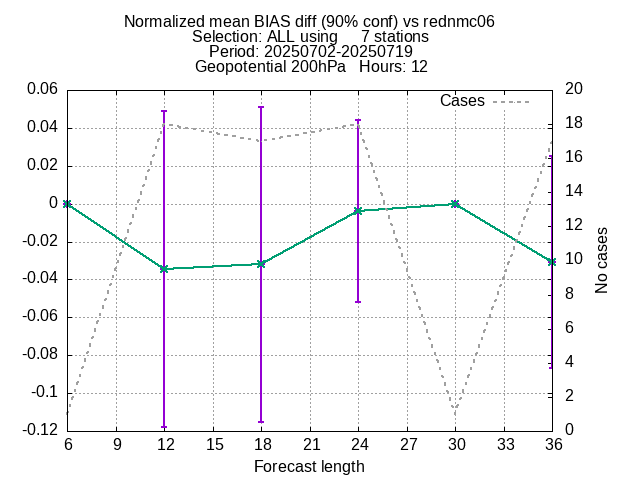 Normalized mean BIAS diff (90% conf) vs rednmc06
Selection: ALL using     7 stations
Period: 20250702-20250719
Geopotential 200hPa   Hours: 12
Cases
0.06
0.04
0.02
0
-0.02
-0.04
-0.06
-0.08
-0.1
-0.12
20
18
16
14
12
10
8
6
4
2
0
No cases
6 9 12 15 18 21 24 27 30 33 36
Forecast length